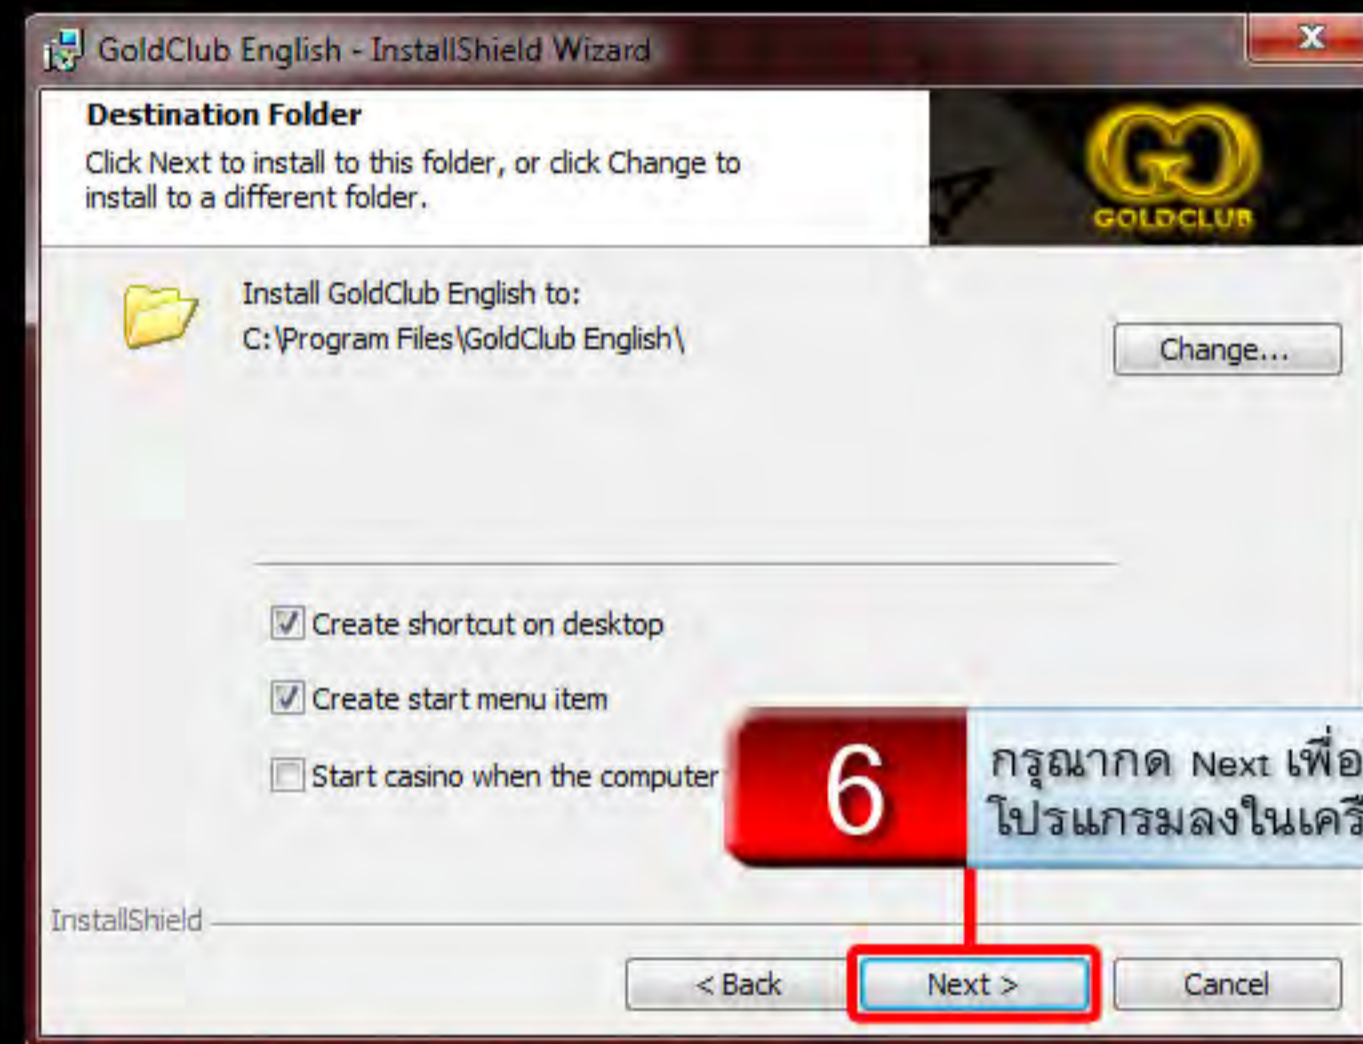 GoldClub English - InstallShield Wizard
Destination Folder
Click Next to install to this folder, or click Change to
install to a different folder.
GOLDCLUB
Install GoldClub English to:
C:\Program Files\GoldClub English\
Change...
Create shortcut on desktop
Create start menu item
Start casino when the computer
6
กรุณากด Next เพื่อ
โปรแกรมลงใน
InstallShield
< Back
Next >
Cancel